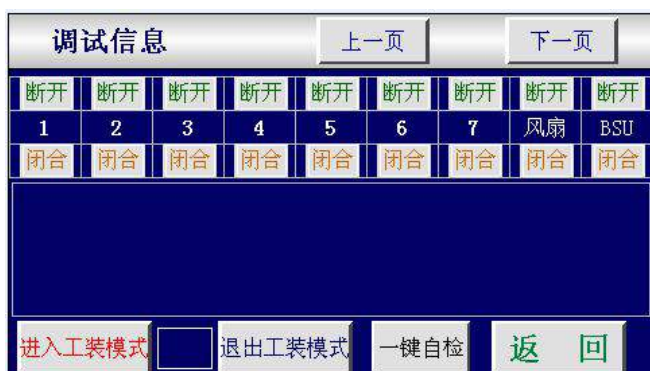 调试信息 上一页 下一页
断开 断开 断开 断开 断开 断开 断开 断开 断开
1 2 3 4 5 6 7 风扇 BSU
闭合 闭合 闭合 闭合 闭合 闭合 闭合 闭合 闭合
进入工装模式 退出工装模式 一键自检 返 回